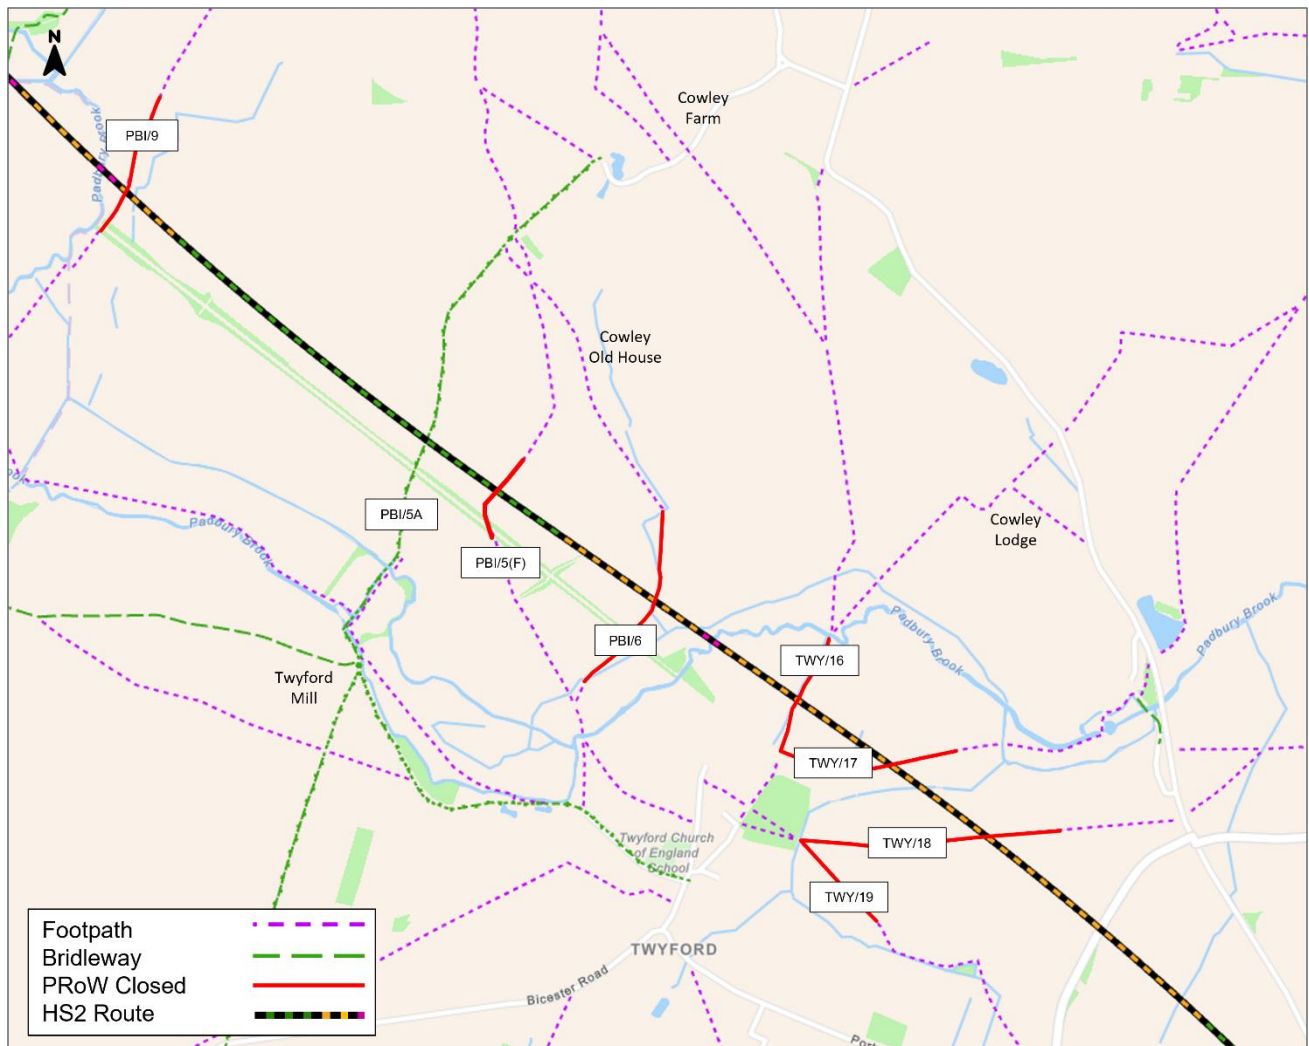 N
Padbury Brook
PBI/9
Cowley
Farm
Cowley
Old House
PBI/5A
Padbury Brook
PBI/5(F)
Cowley
Lodge
PBI/6
TWY/16
Padbury Brook
Padbury Brook
Twyford
Mill
TWY/17
Twyford Church
of England
School
TWY/18
TWY/19
TWYFORD
Bicester Road
Footpath
Bridleway
PRoW Closed
HS2 Route